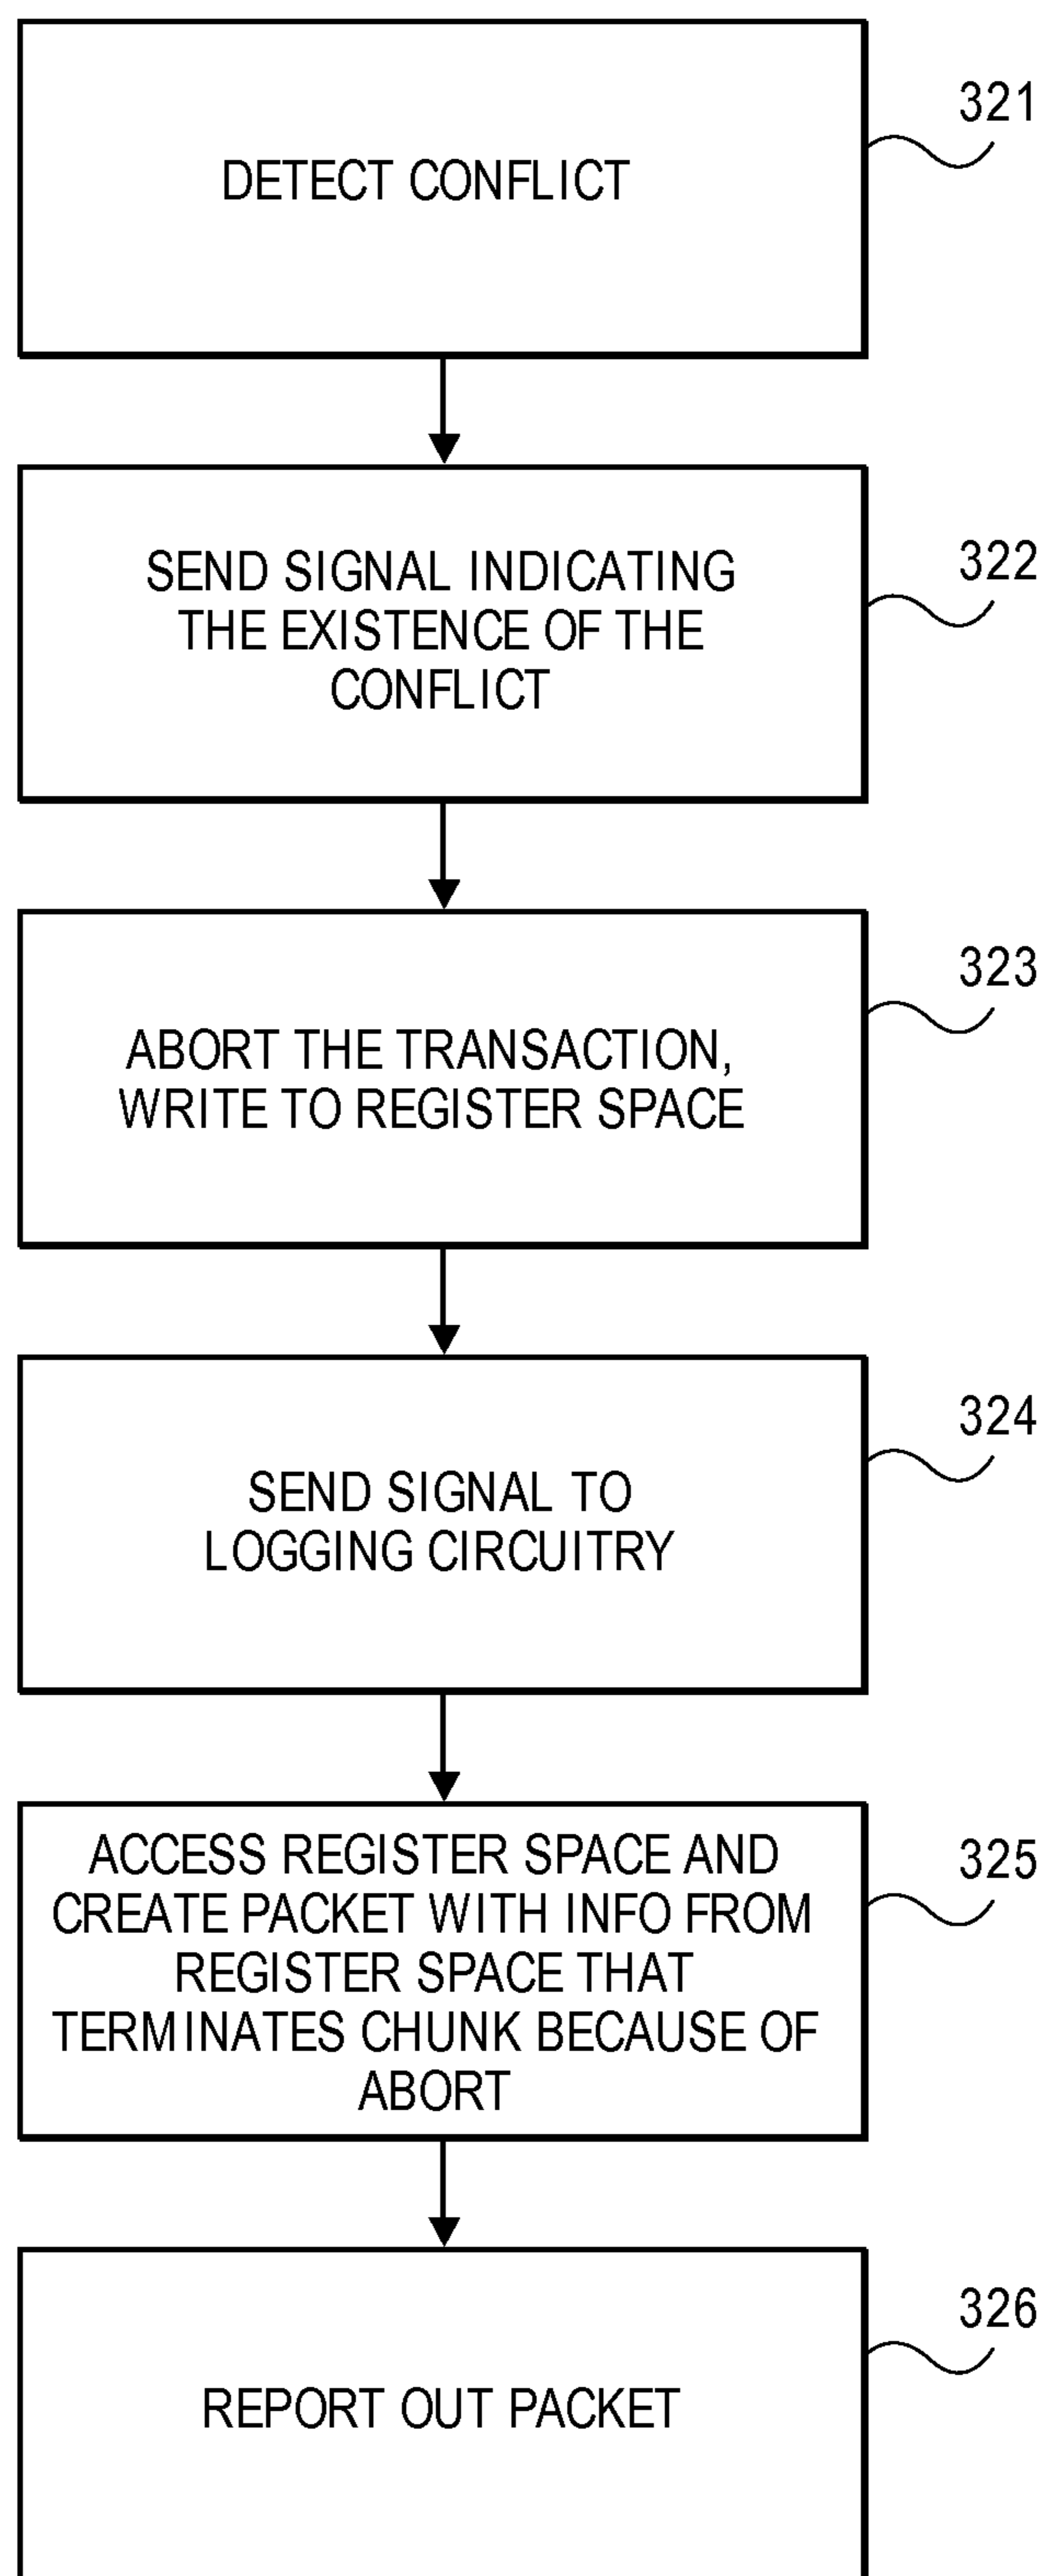 DETECT CONFLICT
321
SEND SIGNAL INDICATING
THE EXISTENCE OF THE
CONFLICT
322
ABORT THE TRANSACTION,
WRITE TO REGISTER SPACE
323
SEND SIGNAL TO
LOGGING CIRCUITRY
324
ACCESS REGISTER SPACE AND
CREATE PACKET WITH INFO FROM
REGISTER SPACE THAT
TERMINATES CHUNK BECAUSE OF
ABORT
325
REPORT OUT PACKET
326